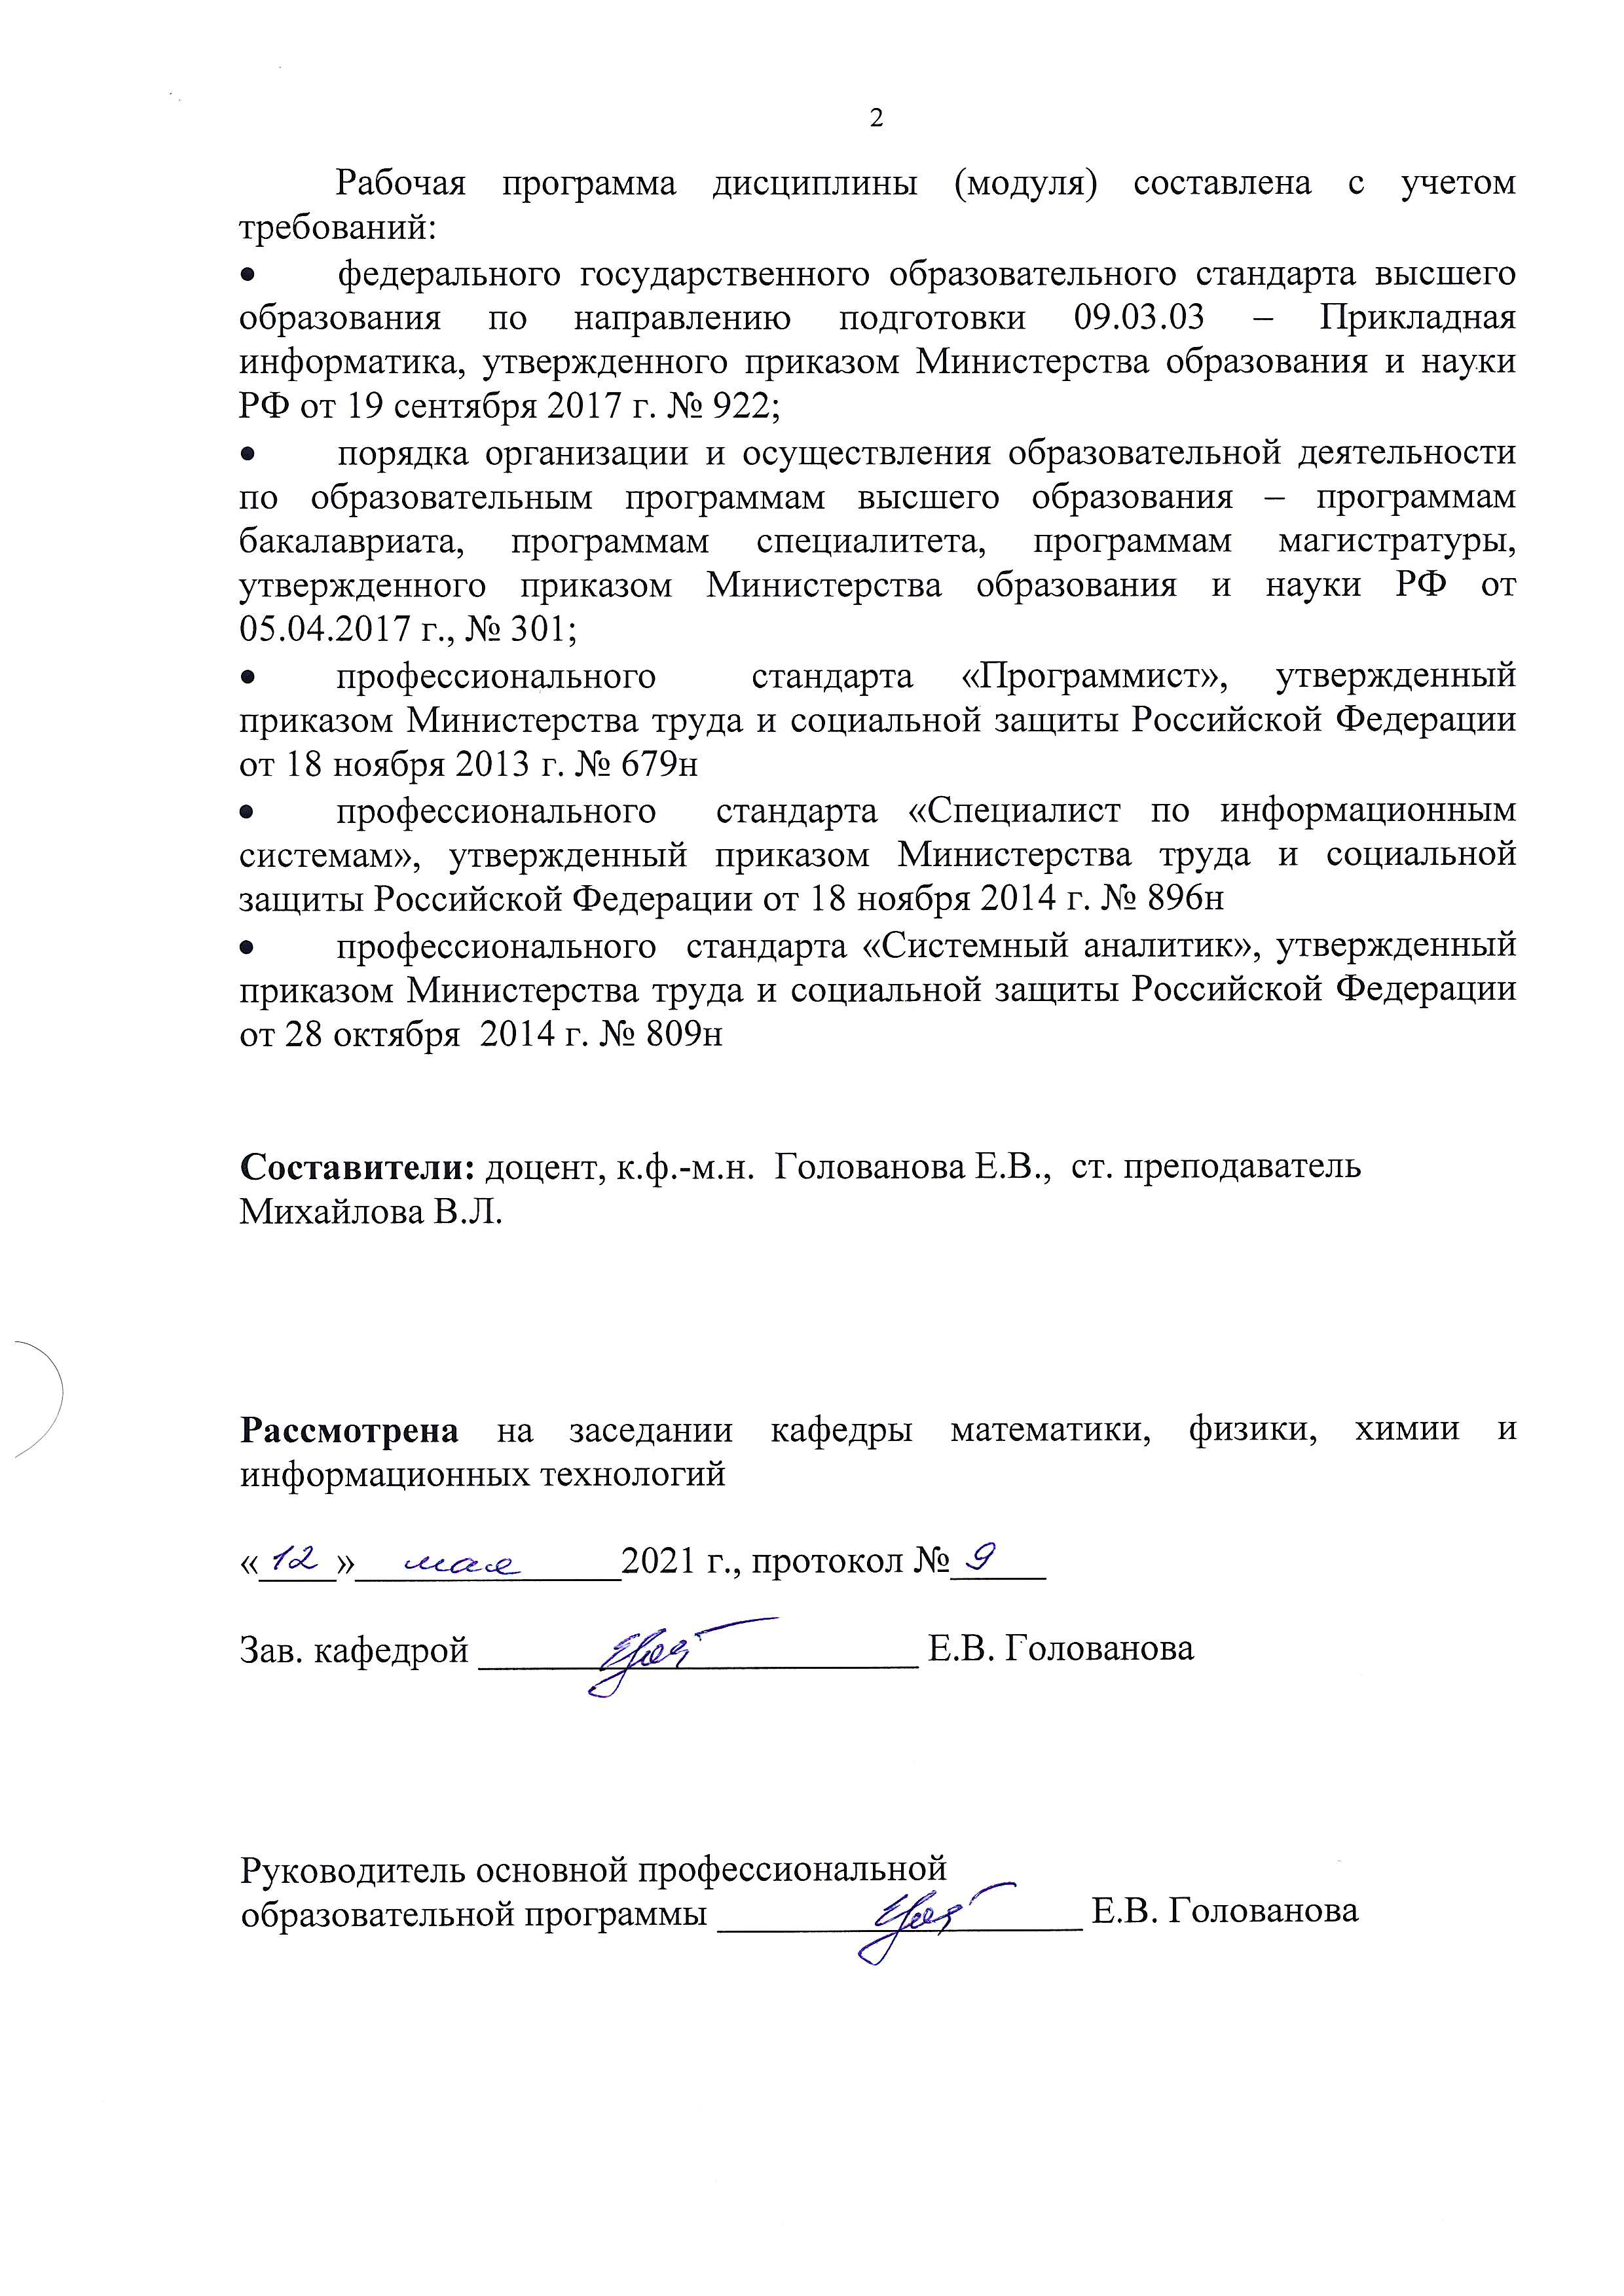 2
Рабочая программа дисциплины (модуля) составлена с учетом
требований:
• федерального государственного образовательного стандарта высшего
образования по направлению подготовки 09.03.03 – Прикладная
информатика, утвержденного приказом Министерства образования и науки
РФ от 19 сентября 2017 г. № 922;
• порядка организации и осуществления образовательной деятельности
по образовательным программам высшего образования – программам
бакалавриата, программам специалитета, программам магистратуры,
утвержденного приказом Министерства образования и науки РФ от
05.04.2017 г., № 301;
• профессионального стандарта «Программист», утвержденный
приказом Министерства труда и социальной защиты Российской Федерации
от 18 ноября 2013 г. № 679н
• профессионального стандарта «Специалист по информационным
системам», утвержденный приказом Министерства труда и социальной
защиты Российской Федерации от 18 ноября 2014 г. № 896н
• профессионального стандарта «Системный аналитик», утвержденный
приказом Министерства труда и социальной защиты Российской Федерации
от 28 октября 2014 г. № 809н
Составители: доцент, к.ф.-м.н. Голованова Е.В., ст. преподаватель
Михайлова В.Л.
Рассмотрена на заседании кафедры математики, физики, химии и
информационных технологий
«12» мая 2021 г., протокол № 9
Зав. кафедрой Е.В. Голованова
Руководитель основной профессиональной
образовательной программы Е.В. Голованова